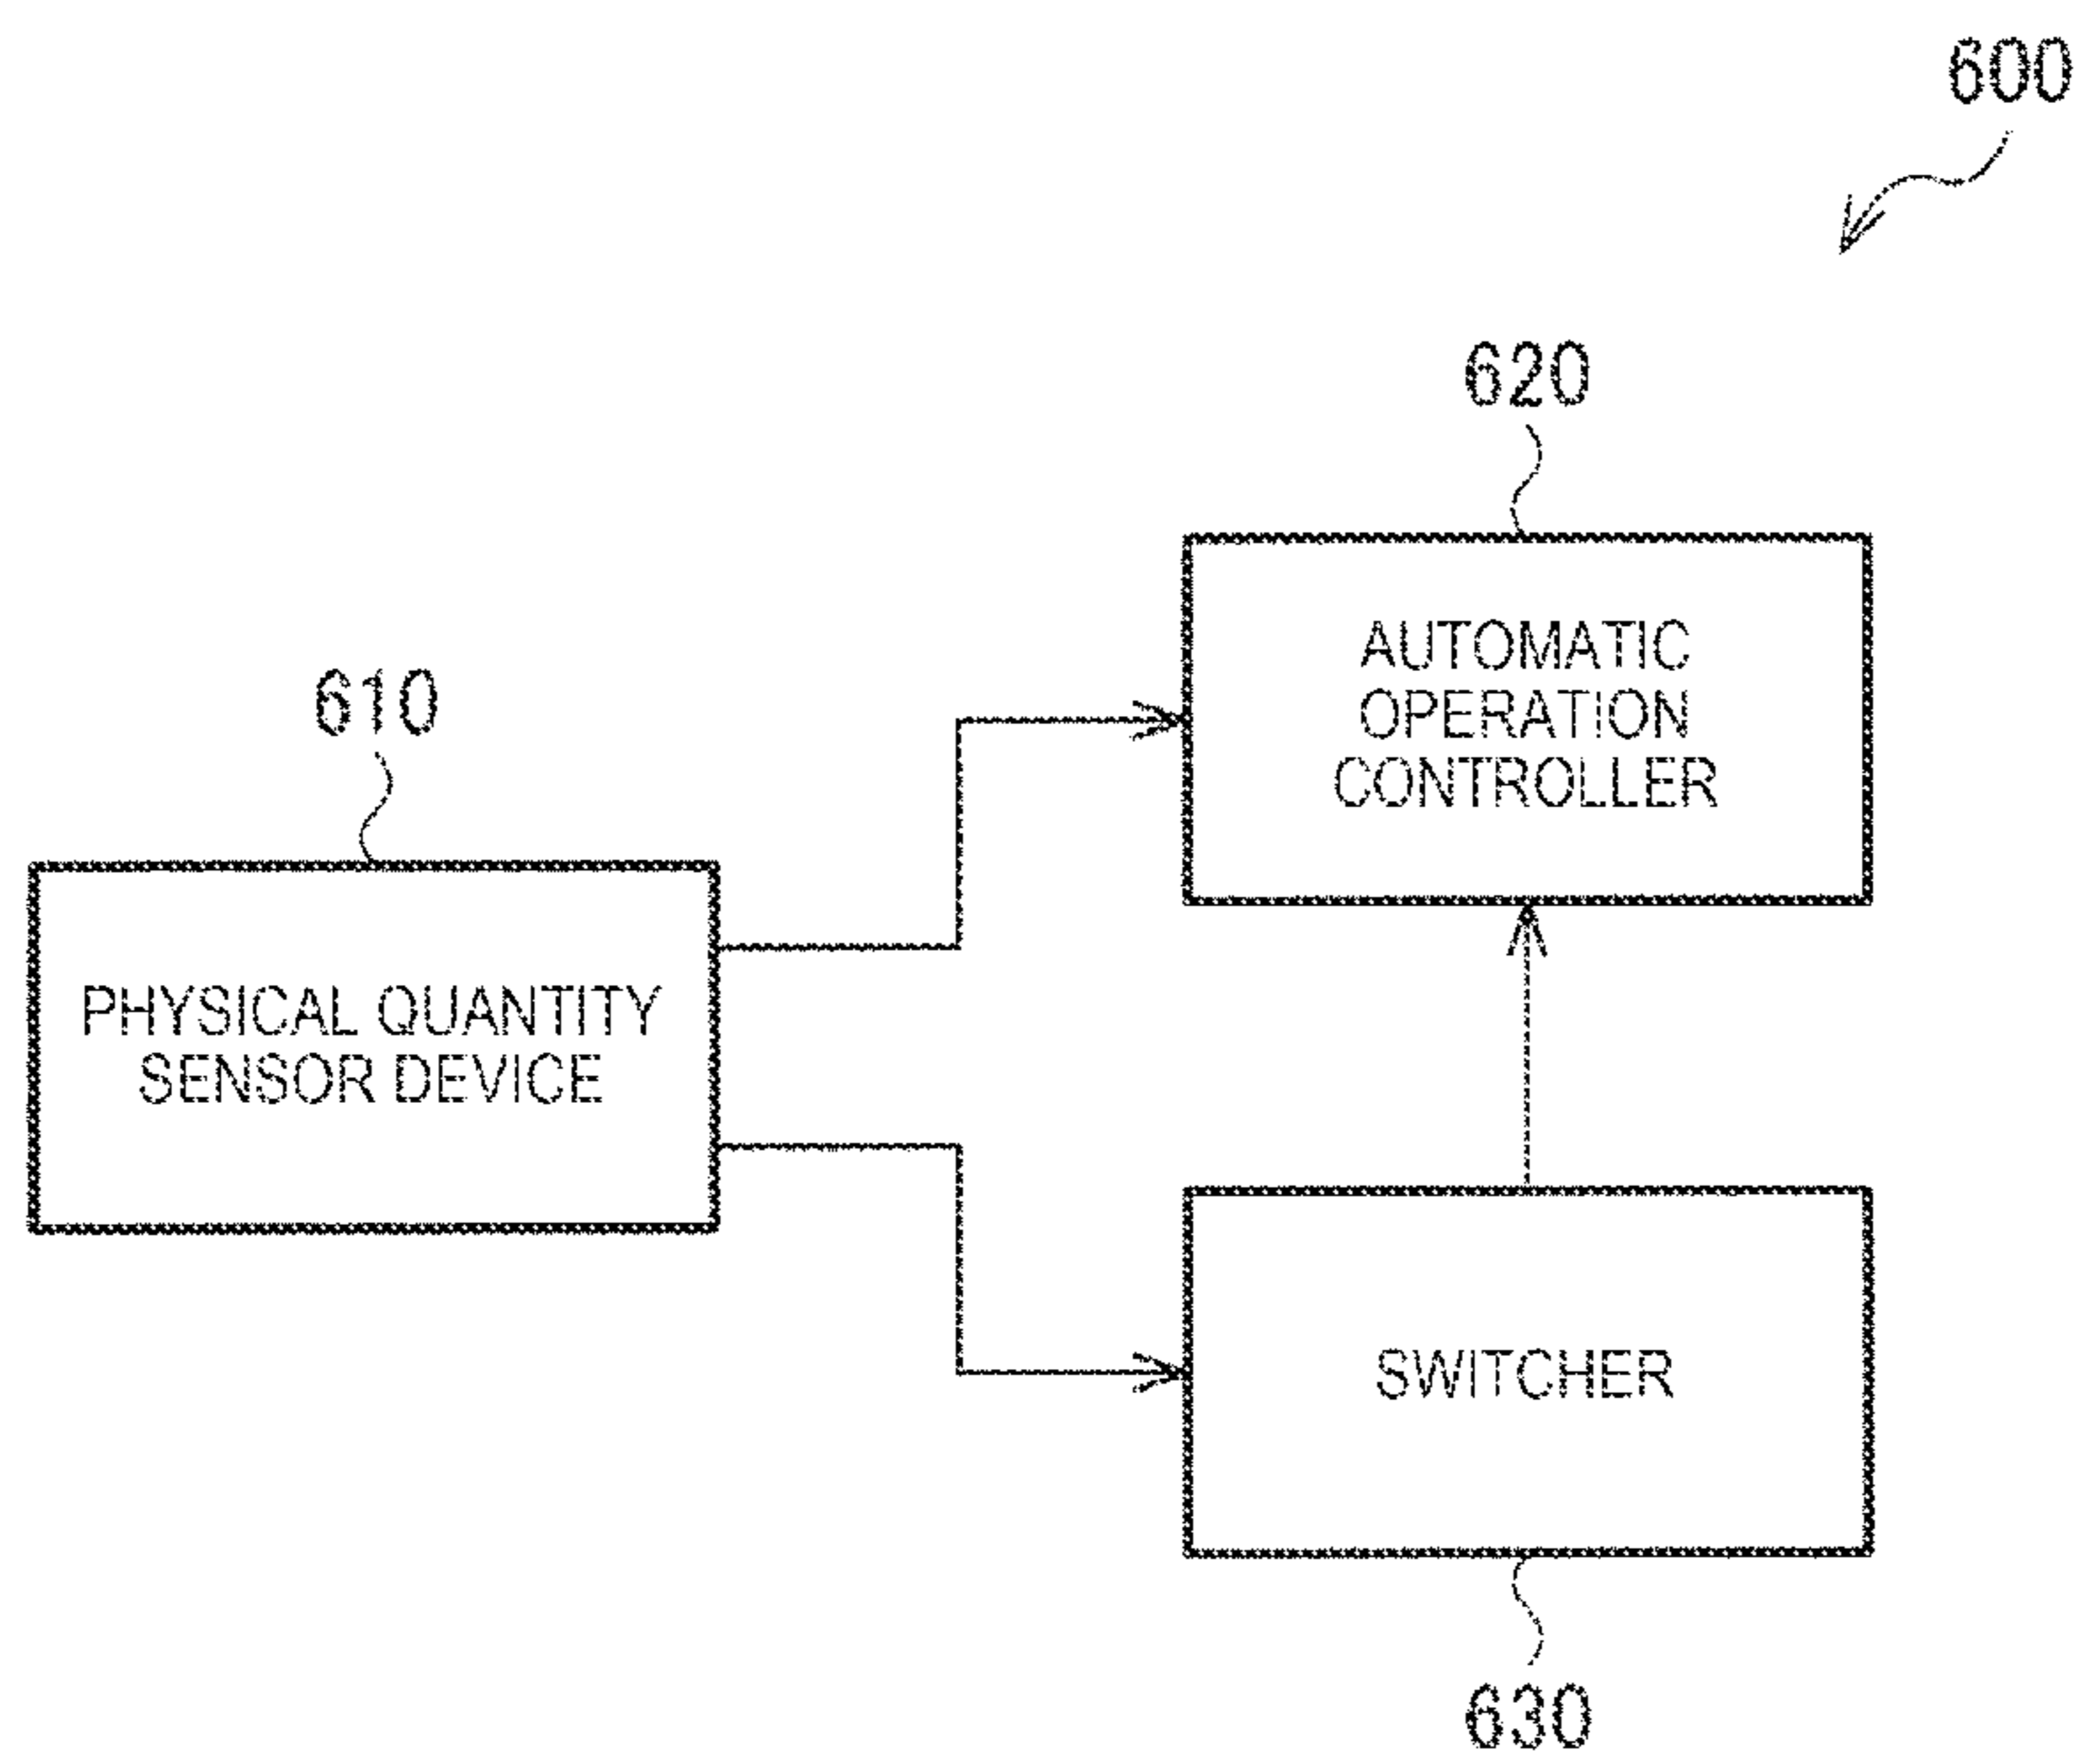 600
620
AUTOMATIC
OPERATION
CONTROLLER
610
PHYSICAL QUANTITY
SENSOR DEVICE
SWITCHER
630